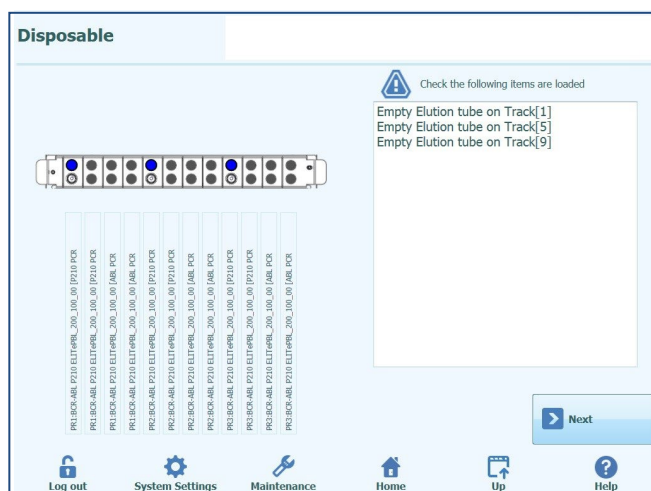 Disposable
Check the following items are loaded
Empty Elution tube on Track[1]
Empty Elution tube on Track[5]
Empty Elution tube on Track[9]
PR1:BCR-ABL P210 ELITePBL_200_100_00 [P210 PCR
PR1:BCR-ABL P210 ELITePBL_200_100_00 [P210 PCR
PR1:BCR-ABL P210 ELITePBL_200_100_00 [ABL PCR
PR1:BCR-ABL P210 ELITePBL_200_100_00 [ABL PCR
PR2:BCR-ABL P210 ELITePBL_200_100_00 [P210 PCR
PR2:BCR-ABL P210 ELITePBL_200_100_00 [P210 PCR
PR2:BCR-ABL P210 ELITePBL_200_100_00 [ABL PCR
PR2:BCR-ABL P210 ELITePBL_200_100_00 [ABL PCR
PR3:BCR-ABL P210 ELITePBL_200_100_00 [P210 PCR
PR3:BCR-ABL P210 ELITePBL_200_100_00 [P210 PCR
PR3:BCR-ABL P210 ELITePBL_200_100_00 [ABL PCR
PR3:BCR-ABL P210 ELITePBL_200_100_00 [ABL PCR
Next
Log out
System Settings
Maintenance
Home
Up
Help